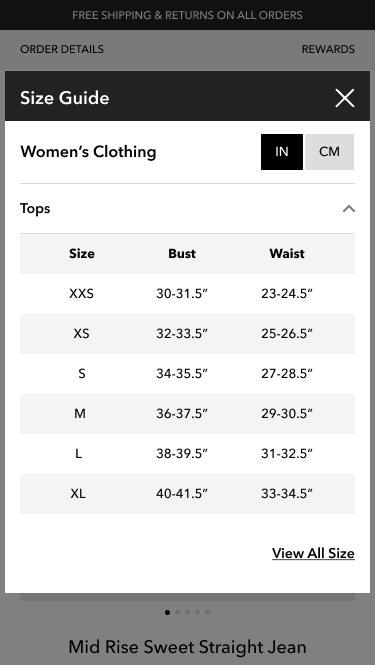 FREE SHIPPING & RETURNS ON ALL ORDERS
ORDER DETAILS REWARDS
Size Guide
Women’s Clothing IN CM
Tops
Size Bust Waist
XXS 30-31.5” 23-24.5”
XS 32-33.5” 25-26.5”
S 34-35.5” 27-28.5”
M 36-37.5” 29-30.5”
L 38-39.5” 31-32.5”
XL 40-41.5” 33-34.5”
View All Size
Mid Rise Sweet Straight Jean